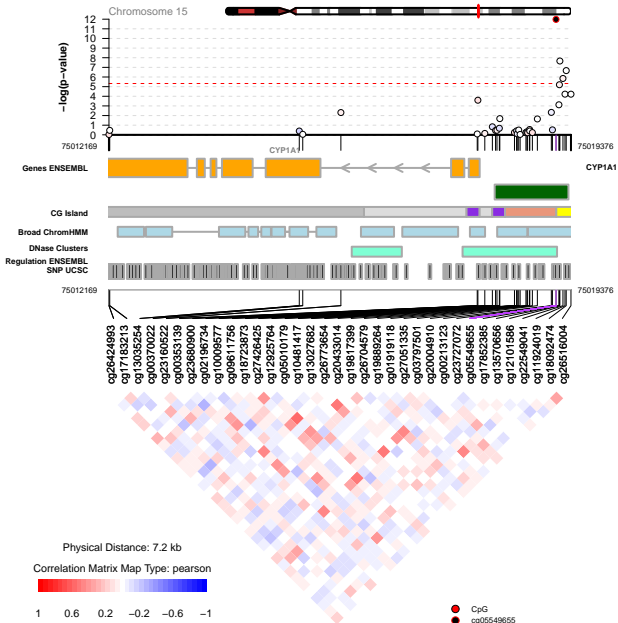 Chromosome 15
12
11
10
9
8
7
6
5
4
3
2
1
0
−log(p−value)
75012169
75019376
CYP1A1
Genes ENSEMBL
CYP1A1
CG Island
Broad ChromHMM
DNase Clusters
Regulation ENSEMBL
SNP UCSC
75012169
75019376
cg26424993
cg17183213
cg13035254
cg00370022
cg23160522
cg00353139
cg23680900
cg02196734
cg10009577
cg09611756
cg18723873
cg27426425
cg12925764
cg05010179
cg10481417
cg13027682
cg26773654
cg20433014
cg19817399
cg26704579
cg19889264
cg01919118
cg27051335
cg03797501
cg20004910
cg00213123
cg23727072
cg05549655
cg17852385
cg13570656
cg12101586
cg22549041
cg11924019
cg18092474
cg26516004
Physical Distance: 7.2 kb
Correlation Matrix Map Type: pearson
1 0.6 0.2 −0.2 −0.6 −1
CpG
cg05549655